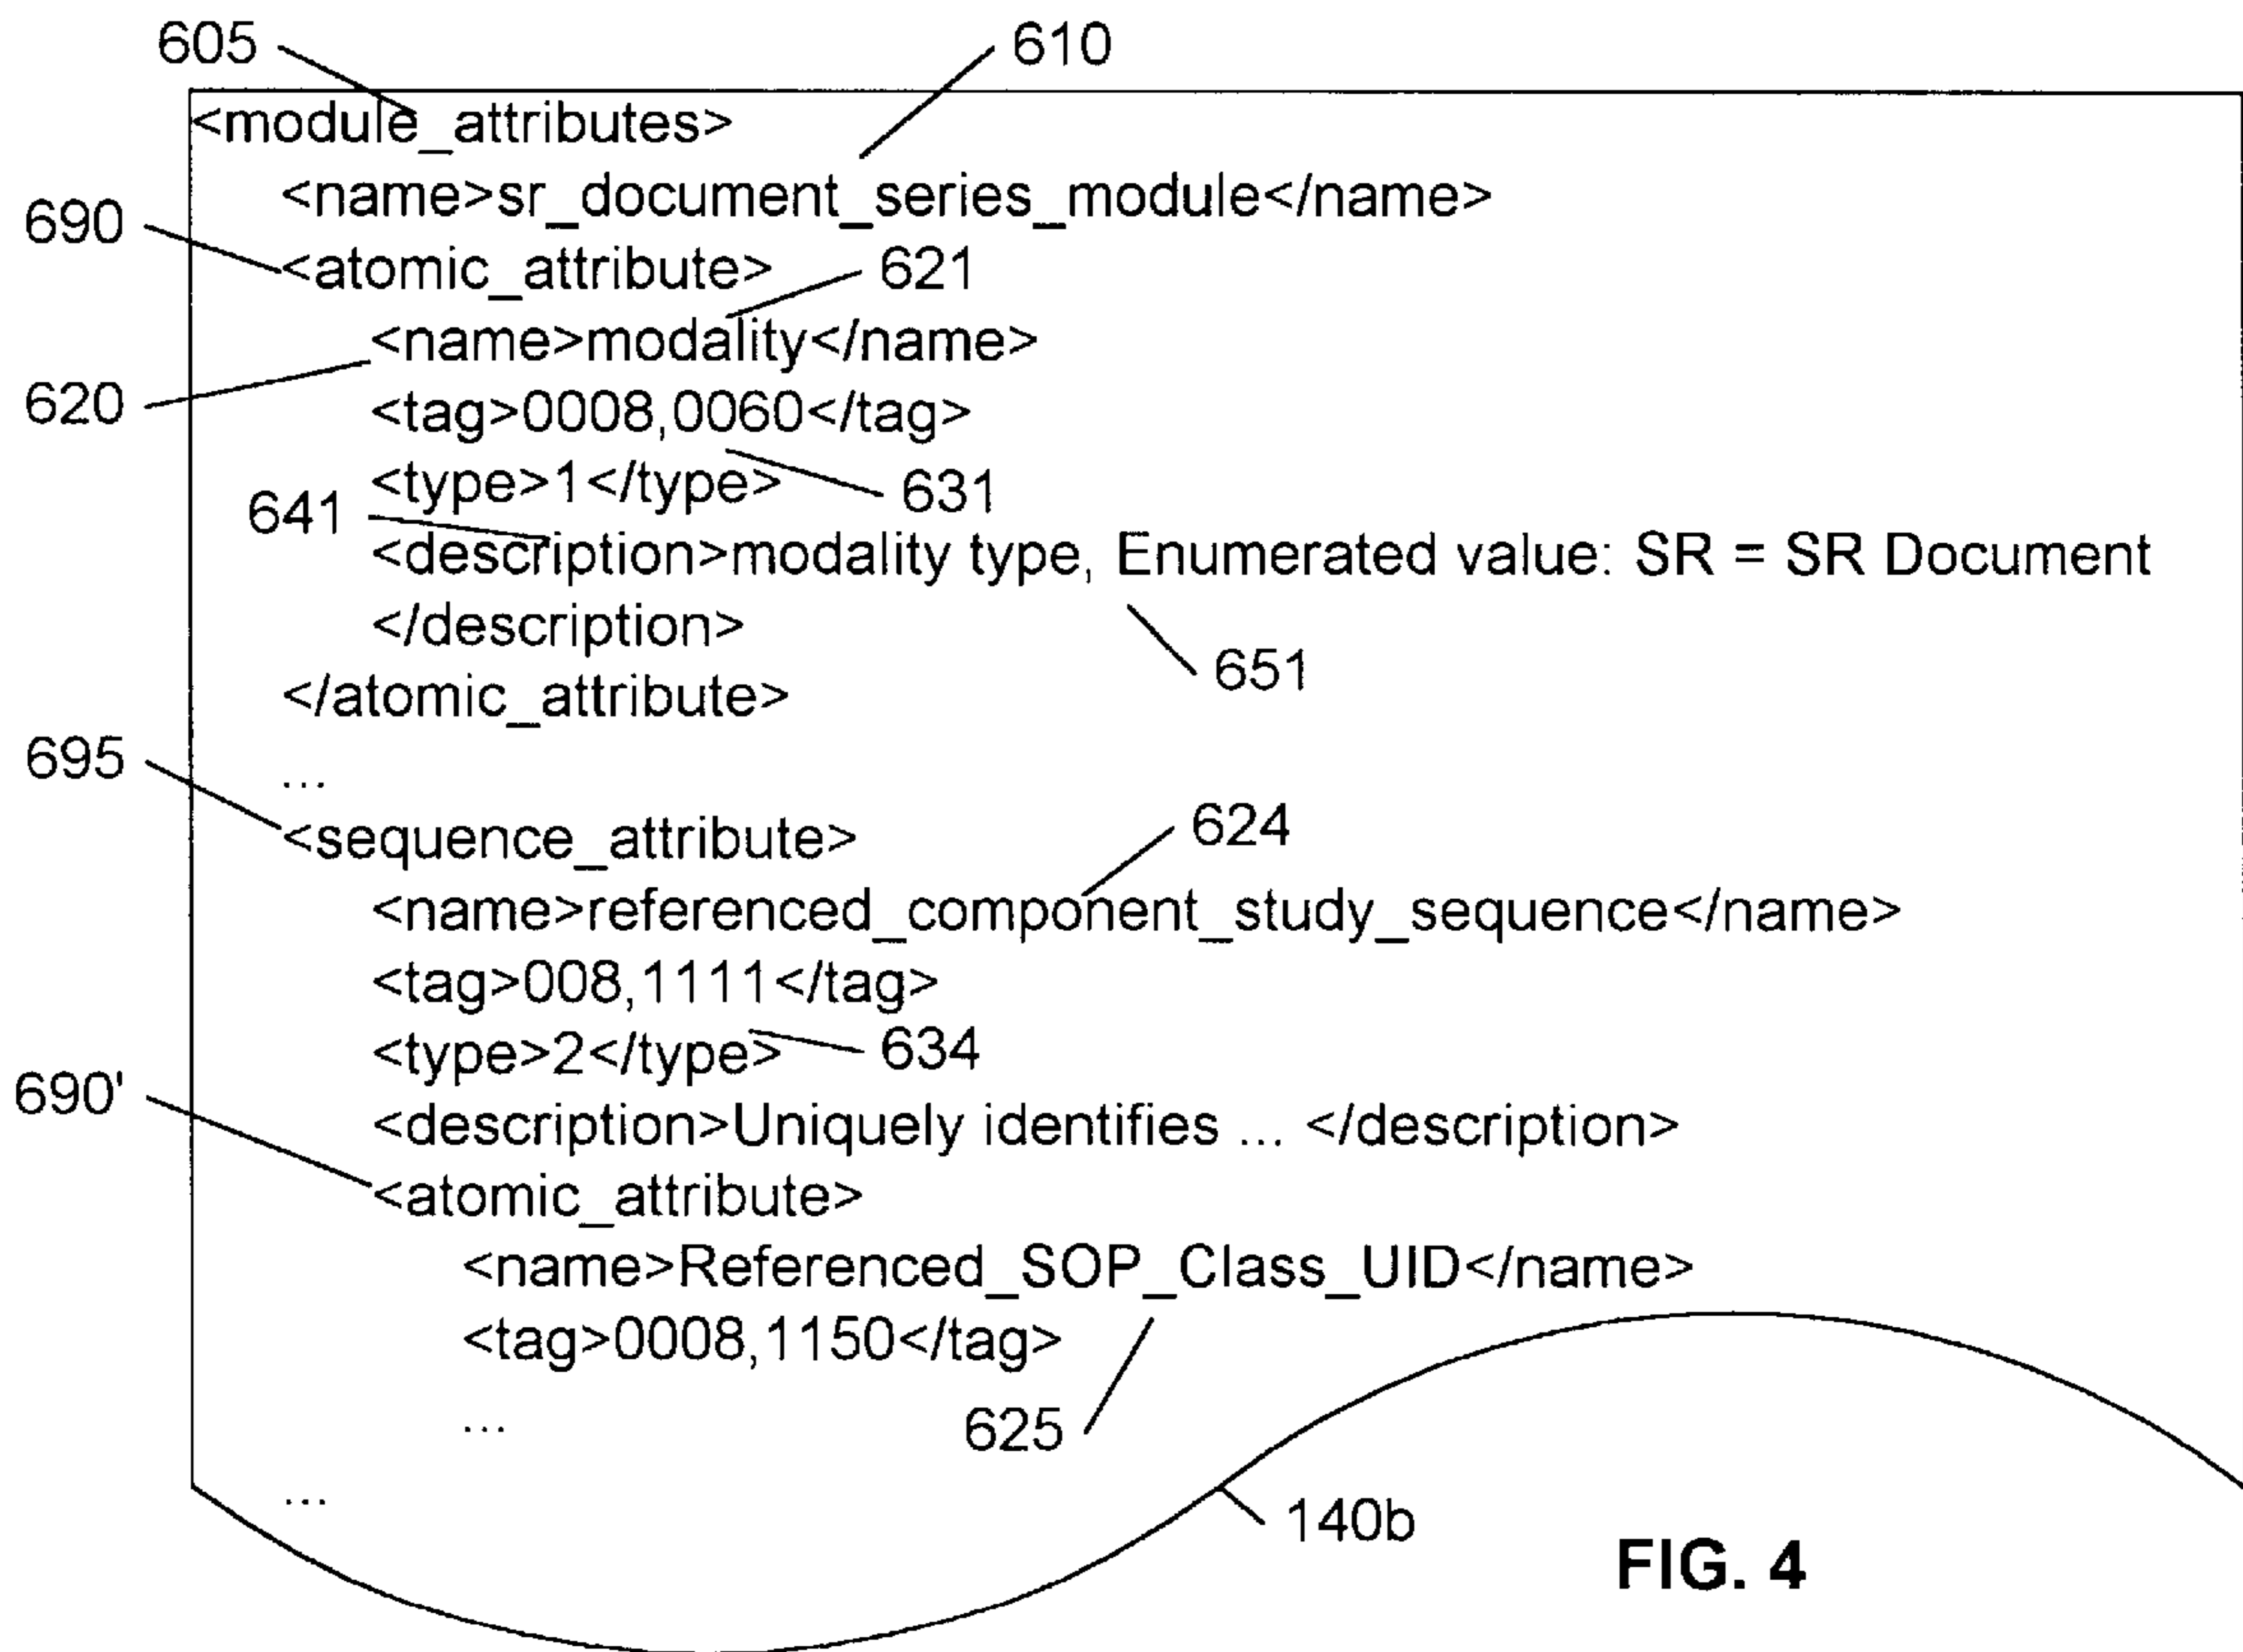 605
610
<module_attributes>
<name>sr_document_series_module</name>
690
<atomic_attribute>
621
<name>modality</name>
620
<tag>0008,0060</tag>
<type>1</type>
631
641
<description>modality type, Enumerated value: SR = SR Document
</description>
651
</atomic_attribute>
695
...
624
<sequence_attribute>
<name>referenced_component_study_sequence</name>
<tag>008,1111</tag>
<type>2</type>
634
690'
<description>Uniquely identifies ... </description>
<atomic_attribute>
<name>Referenced_SOP_Class_UID</name>
<tag>0008,1150</tag>
...
625
...
140b
FIG. 4